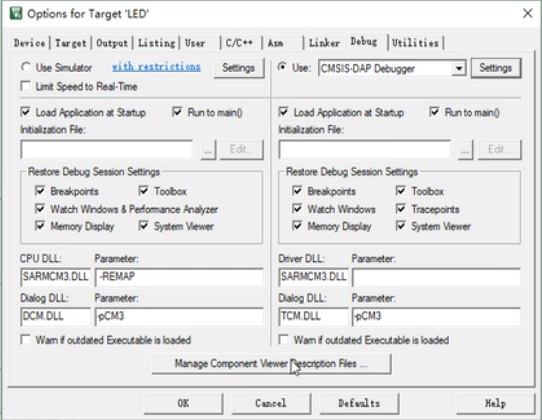 Options for Target 'LED'
Device Target Output Listing User C/C++ Asm Linker Debug Utilities
Use Simulator with restrictions Settings Use: CMSIS-DAP Debugger Settings
Limit Speed to Real-Time
Load Application at Startup Run to main() Load Application at Startup Run to main()
Initialization File: Initialization File:
... Edit... ... Edit...
Restore Debug Session Settings Restore Debug Session Settings
Breakpoints Toolbox Breakpoints Toolbox
Watch Windows & Performance Analyzer Watch Windows Tracepoints
Memory Display System Viewer Memory Display System Viewer
CPU DLL: Parameter: Driver DLL: Parameter:
SARMCM3.DLL -REMAP SARMCM3.DLL
Dialog DLL: Parameter: Dialog DLL: Parameter:
DCM.DLL -pCM3 TCM.DLL -pCM3
Warn if outdated Executable is loaded Warn if outdated Executable is loaded
Manage Component Viewer Description Files ...
OK Cancel Defaults Help